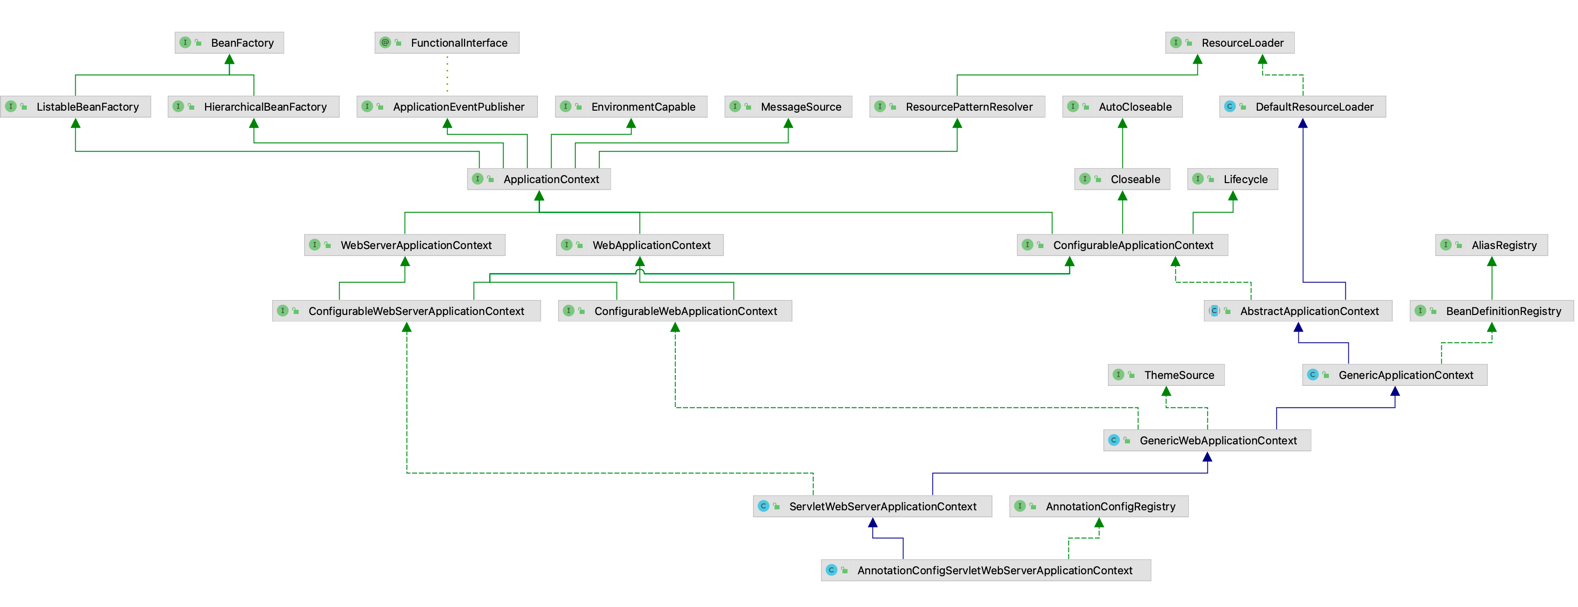 BeanFactory
FunctionalInterface
ResourceLoader
ListableBeanFactory
HierarchicalBeanFactory
ApplicationEventPublisher
EnvironmentCapable
MessageSource
ResourcePatternResolver
AutoCloseable
DefaultResourceLoader
ApplicationContext
Closeable
Lifecycle
WebServerApplicationContext
WebApplicationContext
ConfigurableApplicationContext
AliasRegistry
ConfigurableWebServerApplicationContext
ConfigurableWebApplicationContext
AbstractApplicationContext
BeanDefinitionRegistry
ThemeSource
GenericApplicationContext
GenericWebApplicationContext
ServletWebServerApplicationContext
AnnotationConfigRegistry
AnnotationConfigServletWebServerApplicationContext